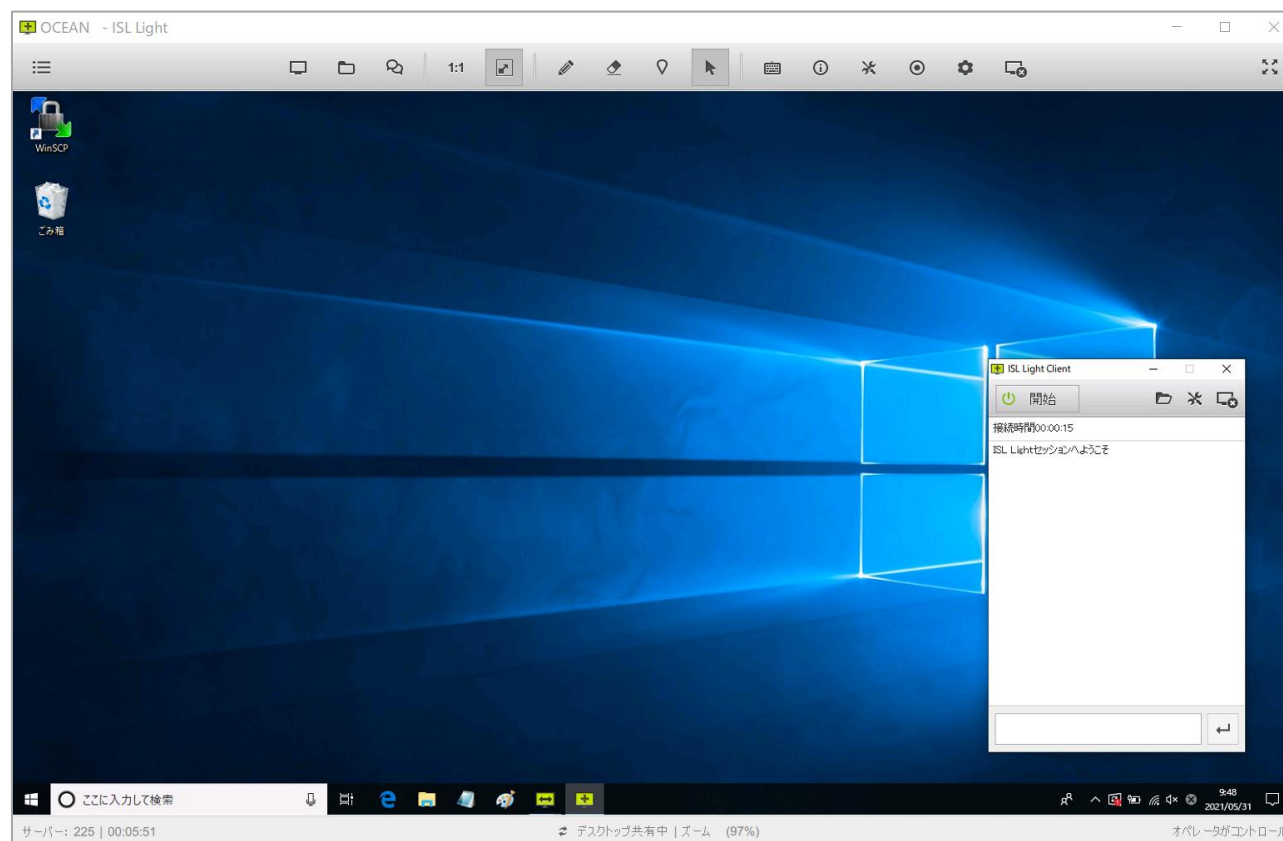 OCEAN - ISL Light
1:1
WinSCP
ごみ箱
ISL Light Client
開始
接続時間00:00:15
ISL Lightセッションへようこそ
ここに入力して検索
9:48
2021/05/31
サーバー: 225 | 00:05:51
デスクトップ共有中 | ズーム (97%)
オペレータがコントロール